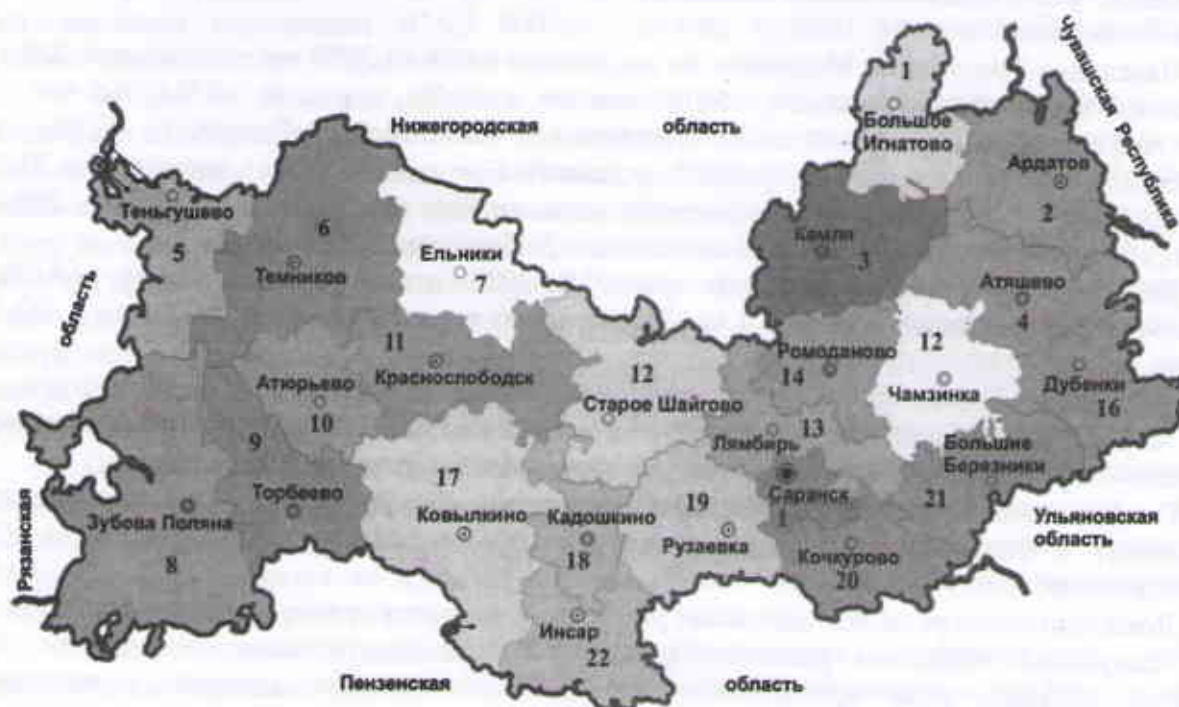 Чувашская Республика
1
Большое
Игнатово
Нижегородская область
Ардатов
2
Теньгушево
5
6
Темников
Ельники
7
Кемля
3
Атяшево
4
область
11
Краснослободск
12
Старое Шайгово
Ромоданово
14
12
Чамзинка
Дубенки
16
Атюрьево
10
9
Лямбирь
13
Большие
Березники
17
Ковылкино
Торбеево
Зубова Поляна
8
Рязанская
Кадошкино
18
19
Рузаевка
Саранск
1
21
Кочкурово
20
Ульяновская
область
Инсар
22
Пензенская область